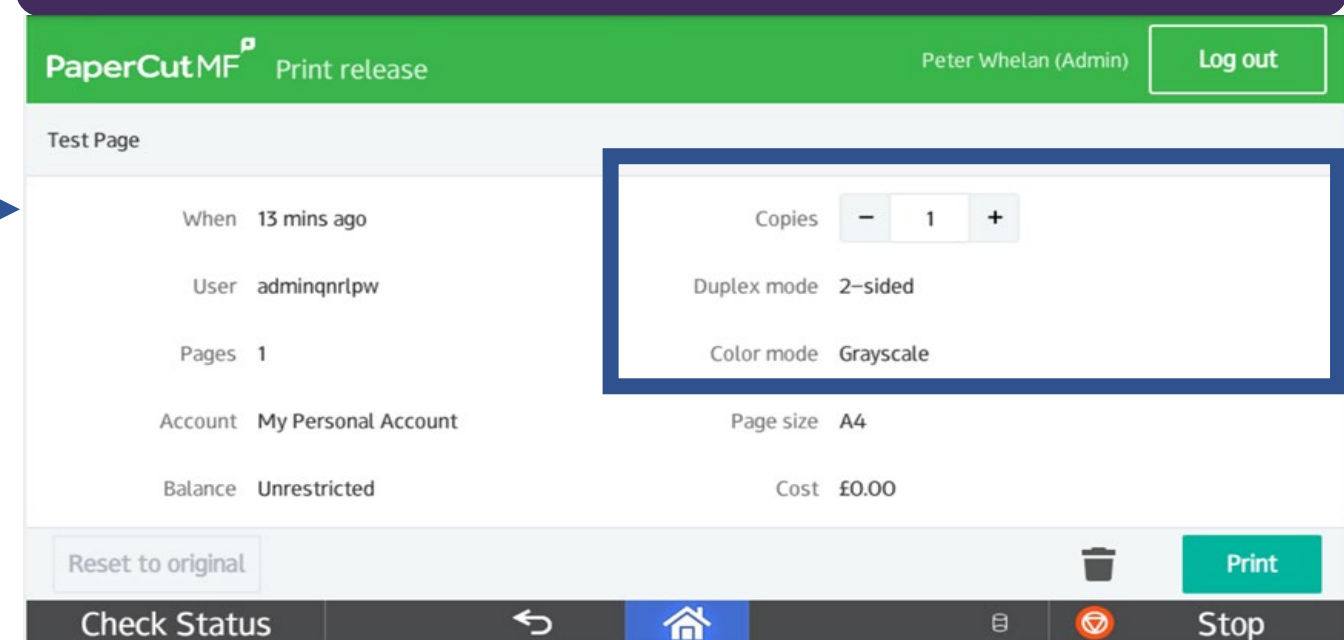 PaperCut MF Print release
Peter Whelan (Admin)
Log out
Test Page
When 13 mins ago
User adminqnrlpw
Pages 1
Account My Personal Account
Balance Unrestricted
Copies − 1 +
Duplex mode 2-sided
Color mode Grayscale
Page size A4
Cost £0.00
Reset to original
Print
Check Status
Stop